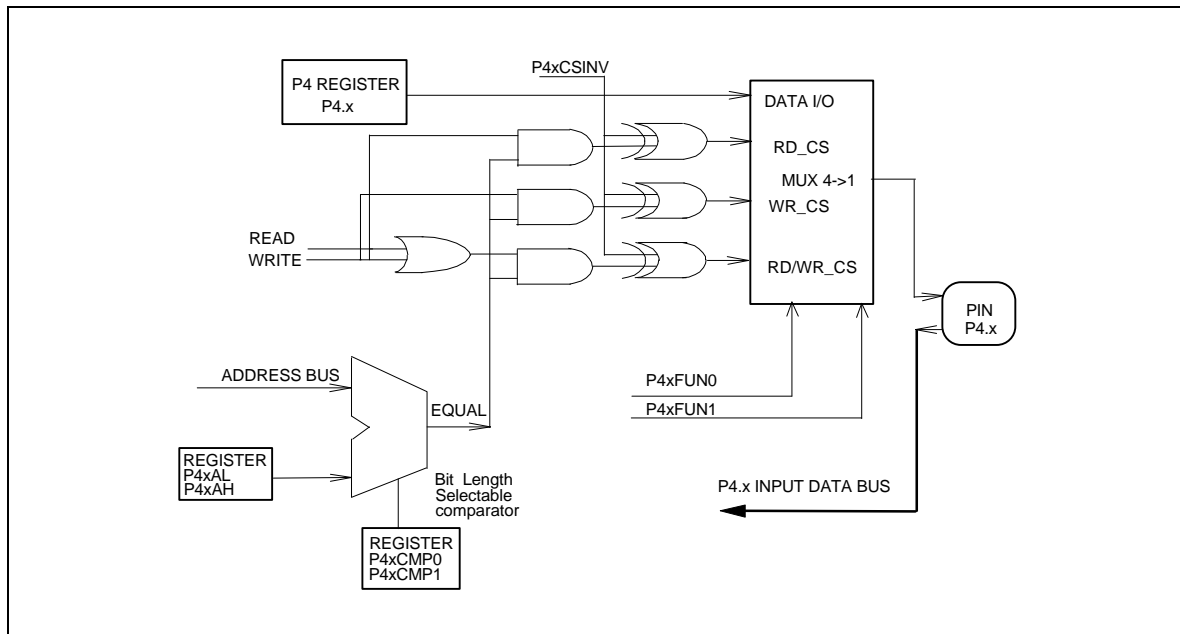 P4xCSINV
P4 REGISTER
P4.x
DATA I/O
RD_CS
MUX 4->1
WR_CS
READ
WRITE
RD/WR_CS
PIN
P4.x
ADDRESS BUS
P4xFUN0
P4xFUN1
EQUAL
REGISTER
P4xAL
P4xAH
Bit Length
Selectable
comparator
P4.x INPUT DATA BUS
REGISTER
P4xCMP0
P4xCMP1